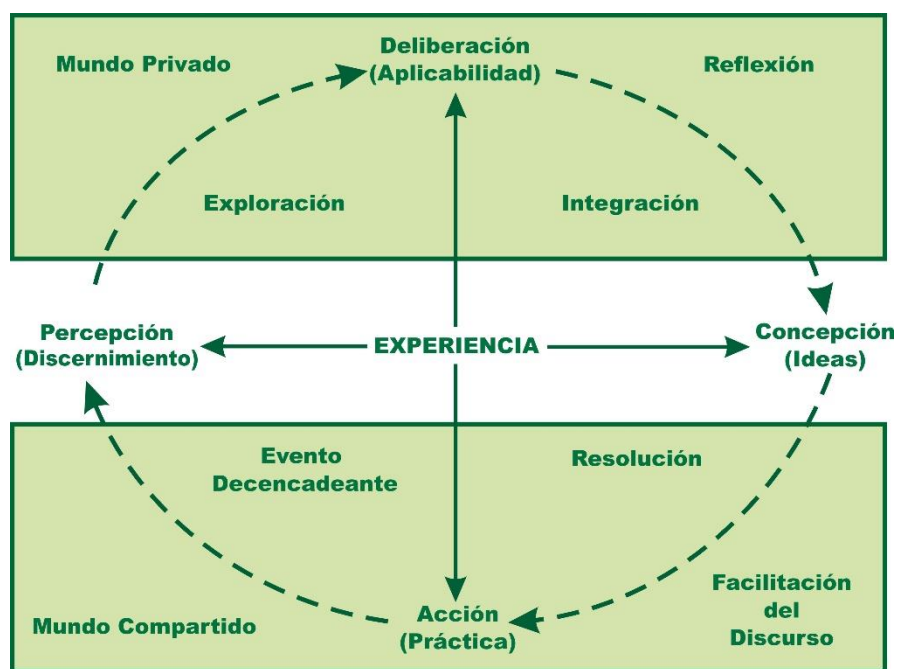 Mundo Privado
Deliberación
(Aplicabilidad)
Reflexión
Exploración
Integración
Percepción
(Discernimiento)
EXPERIENCIA
Concepción
(Ideas)
Evento
Decencadeante
Resolución
Mundo Compartido
Acción
(Práctica)
Facilitación
del
Discurso